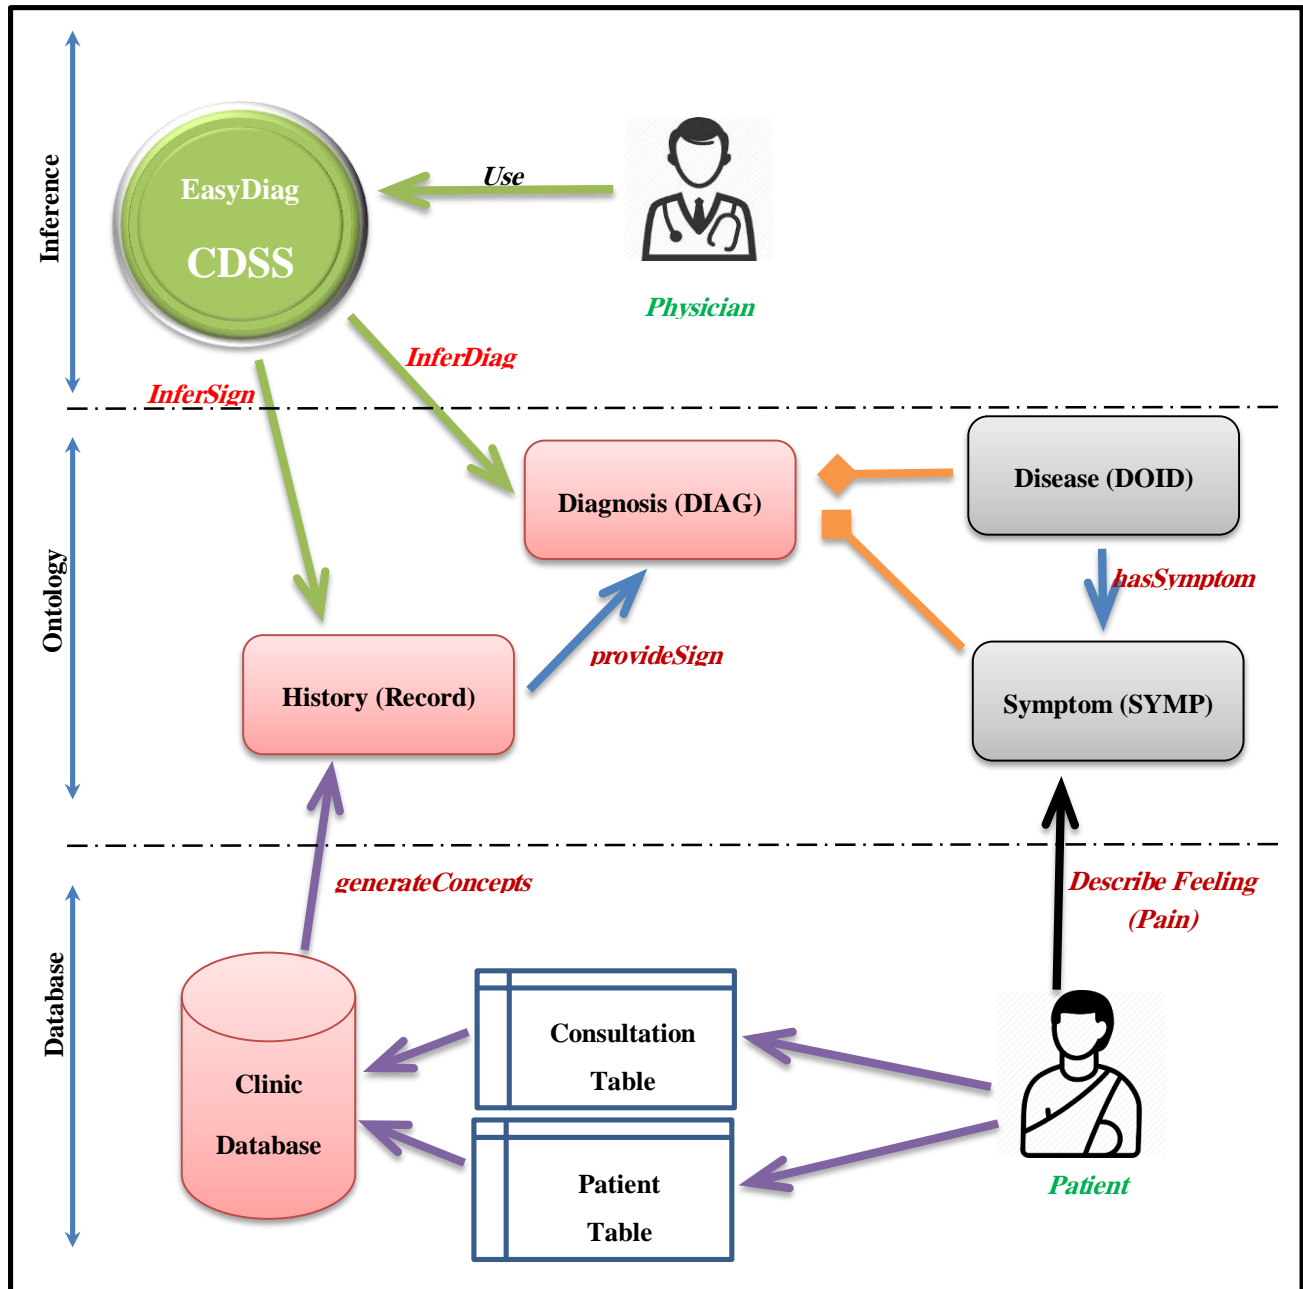 Inference
EasyDiag
CDSS
Use
Physician
InferDiag
InferSign
Ontology
Diagnosis (DIAG)
Disease (DOID)
hasSymptom
provideSign
History (Record)
Symptom (SYMP)
generateConcepts
Describe Feeling
(Pain)
Database
Clinic
Database
Consultation
Table
Patient
Table
Patient